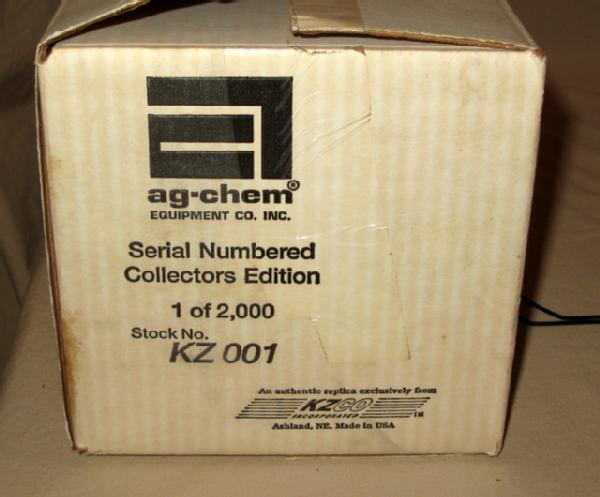 ag-chem®
EQUIPMENT CO. INC.
Serial Numbered
Collectors Edition
1 of 2,000
Stock No.
KZ 001
An authentic replica exclusively from
KZCO
INCORPORATED TM
Ashland, NE. Made in USA